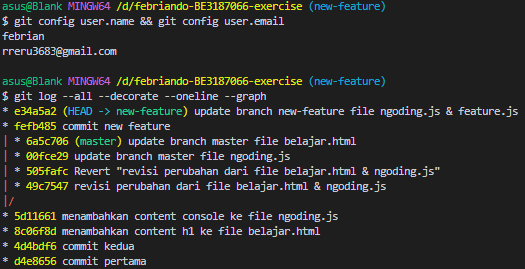 asus@Blank MINGW64 /d/febriando-BE3187066-exercise (new-feature)
$ git config user.name && git config user.email
febrian
rreru3683@gmail.com

asus@Blank MINGW64 /d/febriando-BE3187066-exercise (new-feature)
$ git log --all --decorate --oneline --graph
* e34a5a2 (HEAD -> new-feature) update branch new-feature file ngoding.js & feature.js
* fefb485 commit new feature
| * 6a5c706 (master) update branch master file belajar.html
| * 00fce29 update branch master file ngoding.js
| * 505fafc Revert "revisi perubahan dari file belajar.html & ngoding.js"
| * 49c7547 revisi perubahan dari file belajar.html & ngoding.js
|/
* 5d11661 menambahkan content console ke file ngoding.js
* 8c06f8d menambahkan content h1 ke file belajar.html
* 4d4bdf6 commit kedua
* d4e8656 commit pertama